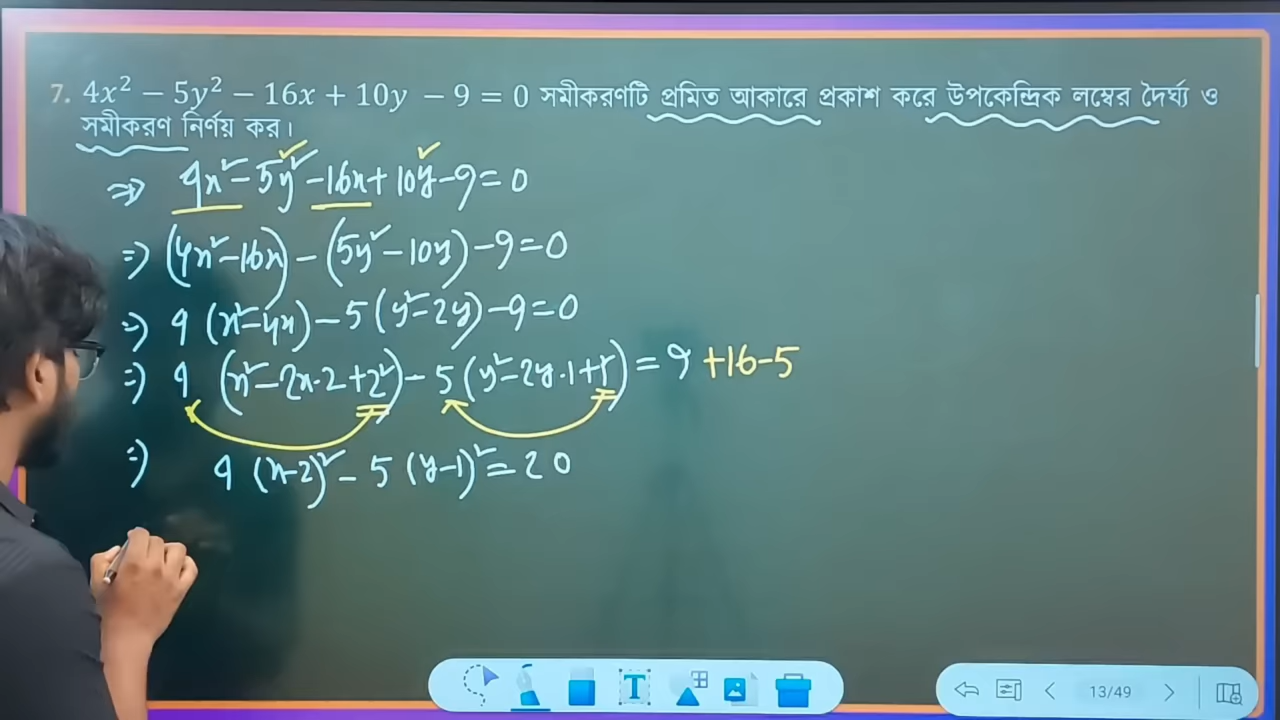 7. 4x² − 5y² − 16x + 10y − 9 = 0 সমীকরণটি প্রমিত আকারে প্রকাশ করে উপকেন্দ্রিক লম্বের দৈর্ঘ্য ও
সমীকরণ নির্ণয় কর।
⇒ 4x² − 5y² − 16x + 10y − 9 = 0
⇒ (4x² − 16x) − (5y² − 10y) − 9 = 0
⇒ 4 (x² − 4x) − 5 (y² − 2y) − 9 = 0
⇒ 4 (x² − 2x·2 + 2²) − 5 (y² − 2y·1 + 1²) = 9 + 16 − 5
⇒ 4 (x−2)² − 5 (y−1)² = 20
T
13/49